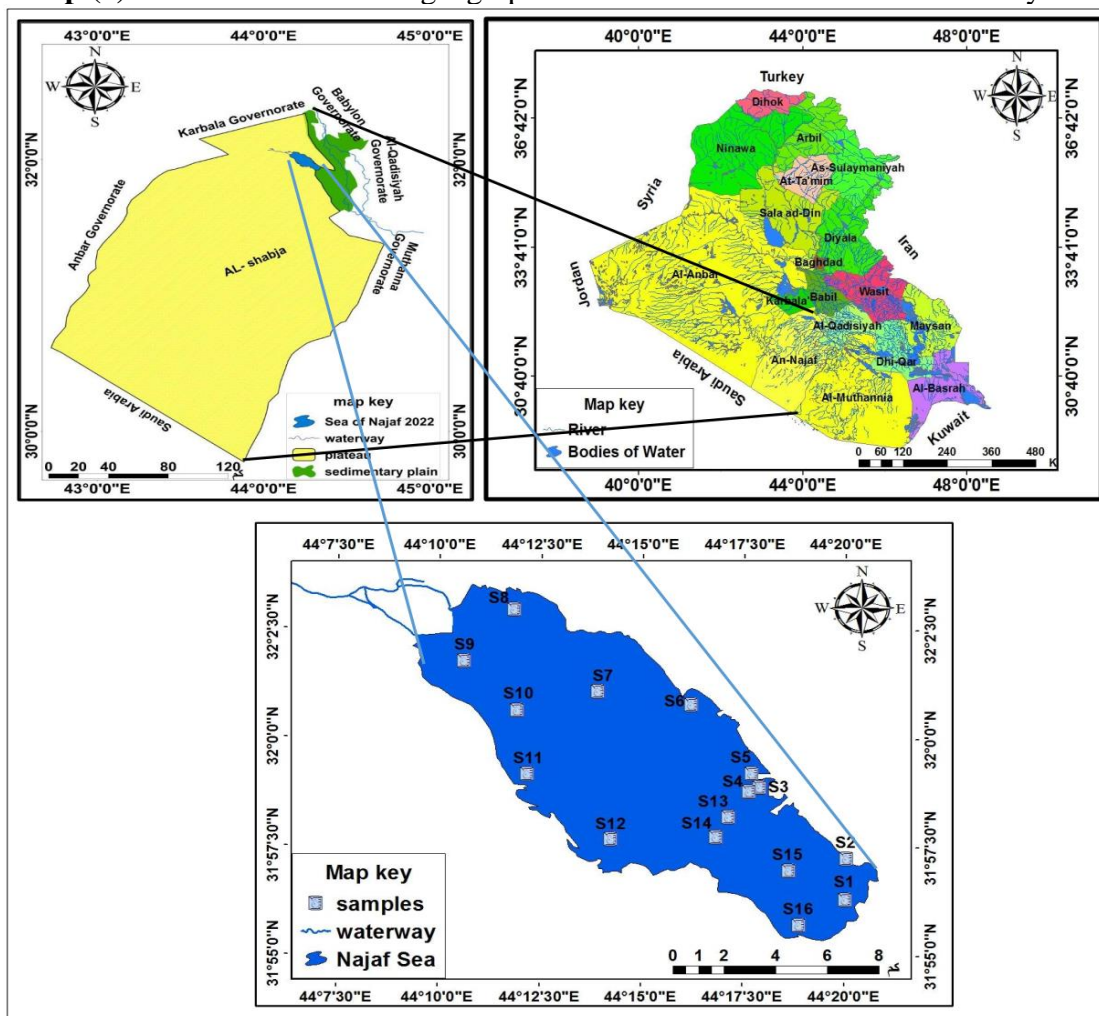 43°0'0"E 44°0'0"E 45°0'0"E
N
W E
S
Karbala Governorate
Babylon
Governorate
Al-Qadisiyah
Governorate
32°0'0"N
32°0'0"N
Anbar Governorate
AL- shabja
Muthanna
Governorate
Saudi Arabia
30°0'0"N
30°0'0"N
map key
Sea of Najaf 2022
waterway
plateau
sedimentary plain
0 20 40 80 120
43°0'0"E 44°0'0"E 45°0'0"E
40°0'0"N 44°0'0"N 48°0'0"N
N
W E
S
Turkey
Dihok
36°42'0"N
36°42'0"N
Ninawa
Arbil
As-Sulaymaniyah
At-Ta'mim
Syria
Sala ad-Din
Iran
Diyala
33°41'0"N
33°41'0"N
Baghdad
Al-Anbar
Jordan
Wasit
Karbala'
Babil
Al-Qadisiyah
Maysan
An-Najaf
Dhi-Qar
30°40'0"N
30°40'0"N
Saudi Arabia
Al-Muthannia
Al-Basrah
Kuwait
Map key
River
Bodies of Water
0 60 120 240 360 480
K
40°0'0"N 44°0'0"N 48°0'0"N
44°7'30"E 44°10'0"E 44°12'30"E 44°15'0"E 44°17'30"E 44°20'0"E
N
W E
S
S8
32°2'30"N
32°2'30"N
S9
S7
S10
S6
32°0'0"N
32°0'0"N
S11
S5
S4
S3
S13
S12
S14
31°57'30"N
31°57'30"N
S2
S15
S1
S16
Map key
samples
waterway
Najaf Sea
31°55'0"N
31°55'0"N
0 1 2 4 6 8
44°7'30"E 44°10'0"E 44°12'30"E 44°15'0"E 44°17'30"E 44°20'0"E